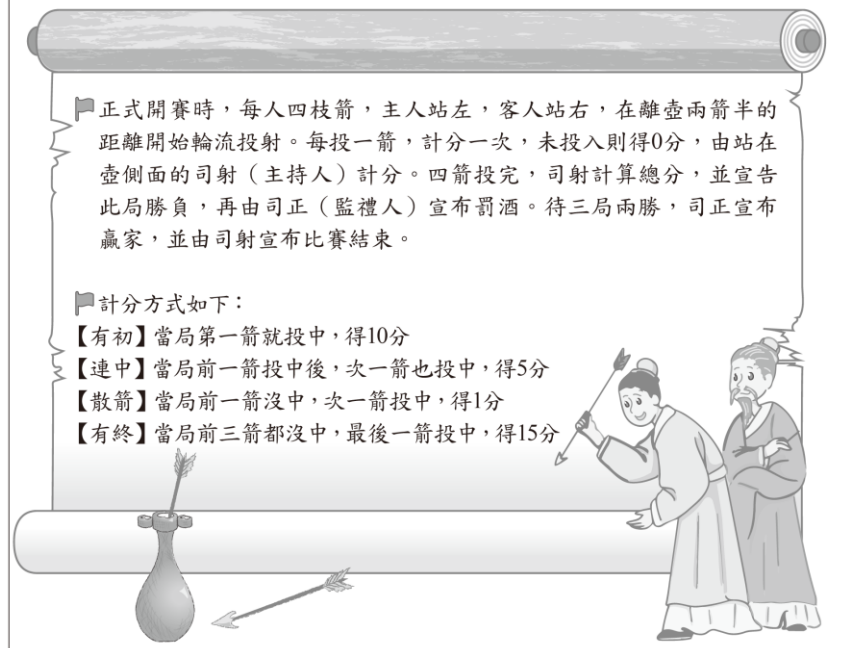 正式開賽時，每人四枝箭，主人站左，客人站右，在離壺兩箭半的
距離開始輪流投射。每投一箭，計分一次，未投入則得0分，由站在
壺側面的司射（主持人）計分。四箭投完，司射計算總分，並宣告
此局勝負，再由司正（監禮人）宣布罰酒。待三局兩勝，司正宣布
贏家，並由司射宣布比賽結束。
計分方式如下：
【有初】當局第一箭就投中，得10分
【連中】當局前一箭投中後，次一箭也投中，得5分
【散箭】當局前一箭沒中，次一箭投中，得1分
【有終】當局前三箭都沒中，最後一箭投中，得15分